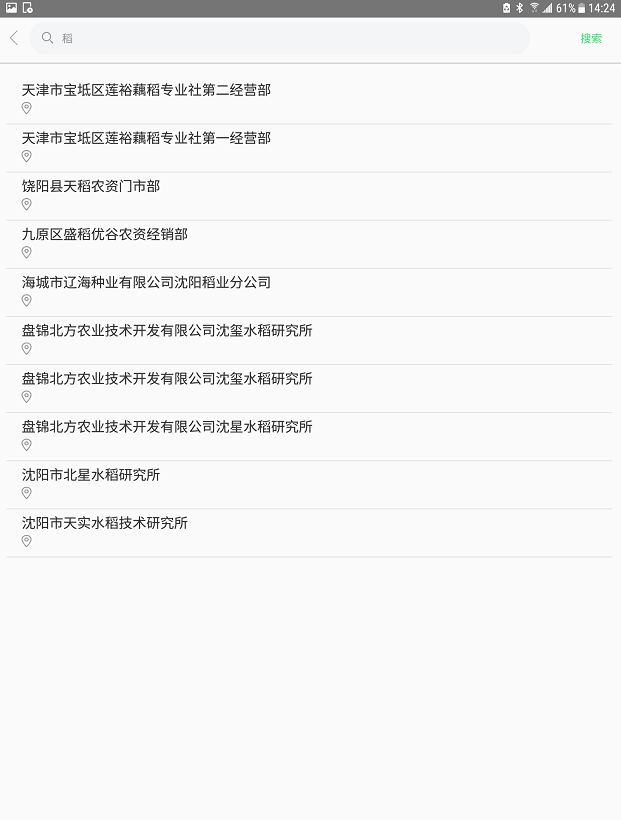 61% 14:24
稻
搜索
天津市宝坻区莲裕藕稻专业社第二经营部
天津市宝坻区莲裕藕稻专业社第一经营部
饶阳县天稻农资门市部
九原区盛稻优谷农资经销部
海城市辽海种业有限公司沈阳稻业分公司
盘锦北方农业技术开发有限公司沈玺水稻研究所
盘锦北方农业技术开发有限公司沈玺水稻研究所
盘锦北方农业技术开发有限公司沈星水稻研究所
沈阳市北星水稻研究所
沈阳市天实水稻技术研究所